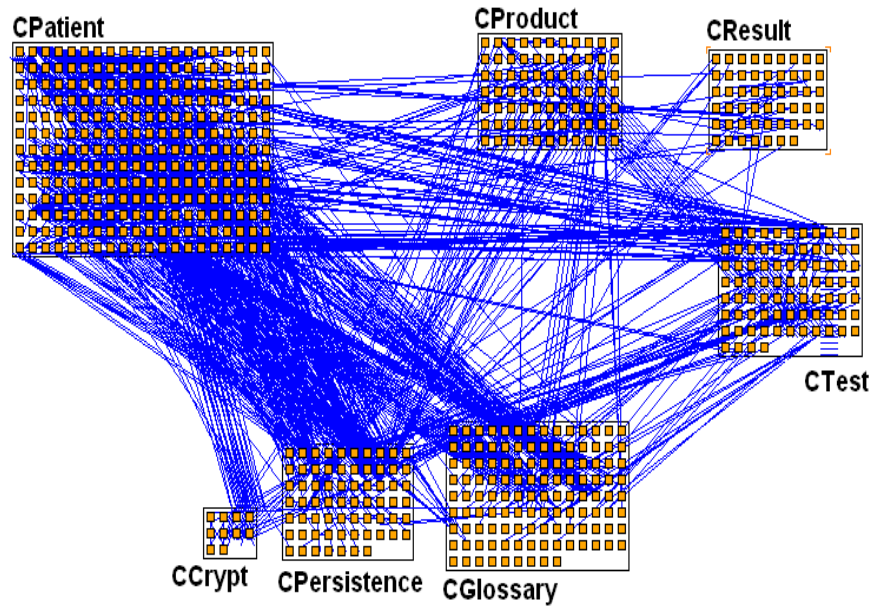 CPatient
CProduct
CResult
CTest
CCrypt
CPersistence
CGlossary